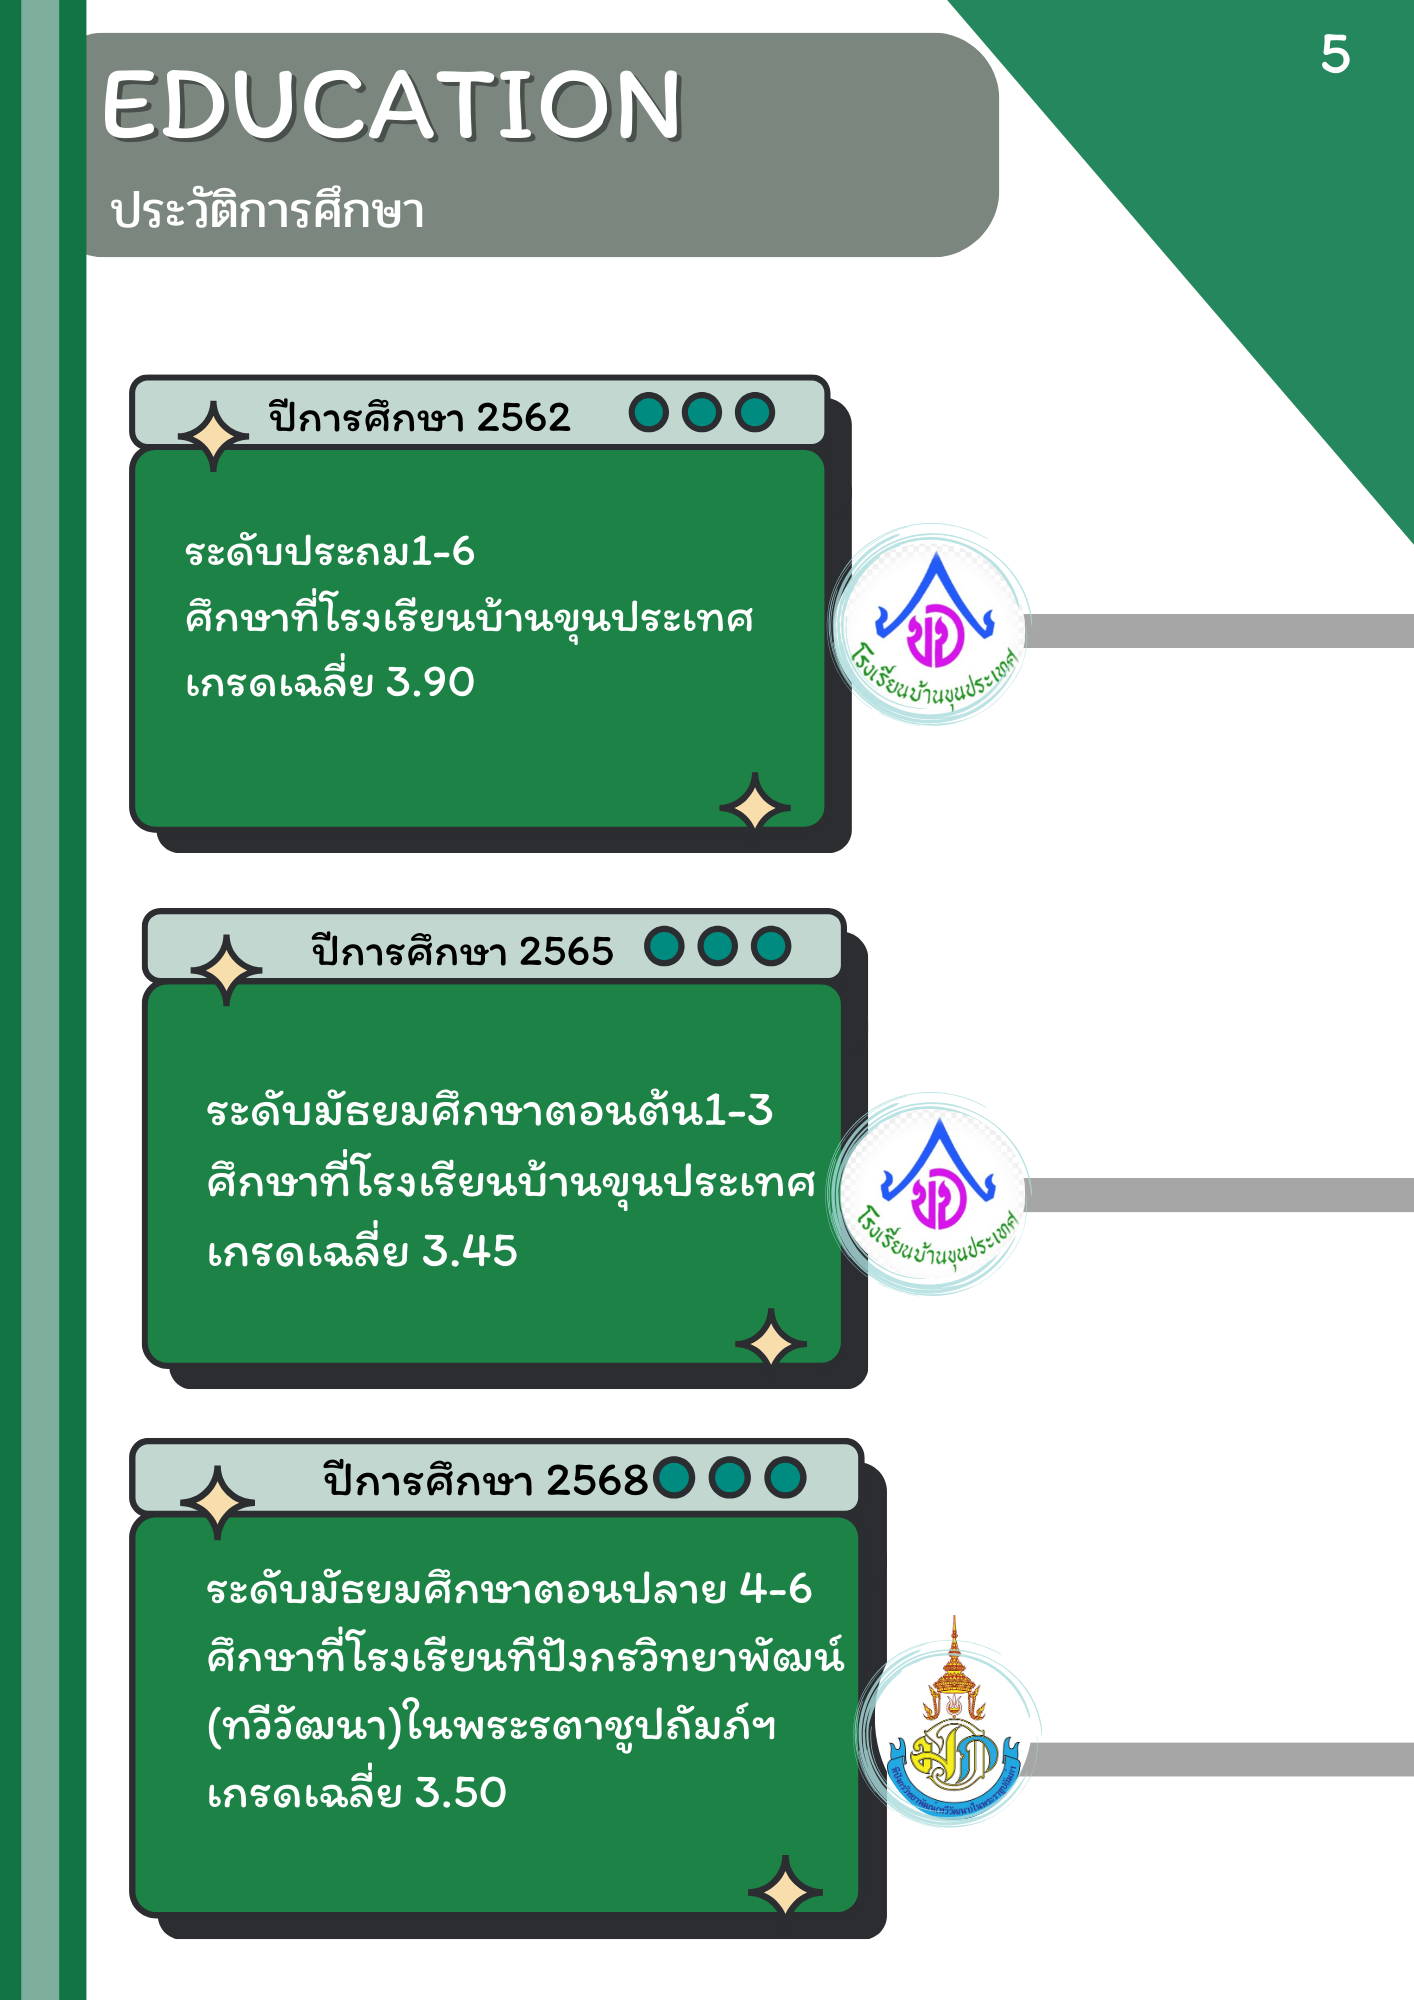 5
EDUCATION
ประวัติการศึกษา
ปีการศึกษา 2562
ระดับประถม1-6
ศึกษาที่โรงเรียนบ้านขุนประเทศ
เกรดเฉลี่ย 3.90
ขป
โรงเรียนบ้านขุนประเทศ
ปีการศึกษา 2565
ระดับมัธยมศึกษาตอนต้น1-3
ศึกษาที่โรงเรียนบ้านขุนประเทศ
เกรดเฉลี่ย 3.45
ขป
โรงเรียนบ้านขุนประเทศ
ปีการศึกษา 2568
ระดับมัธยมศึกษาตอนปลาย 4-6
ศึกษาที่โรงเรียนทีปังกรวิทยาพัฒน์
(ทวีวัฒนา)ในพระรตาชูปถัมภ์ฯ
เกรดเฉลี่ย 3.50